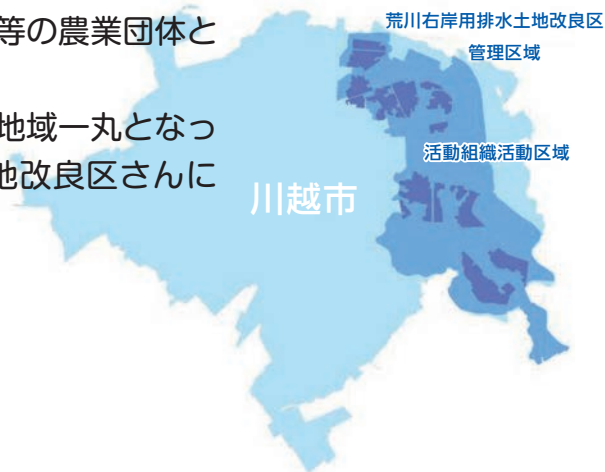 等の農業団体と
地域一丸となっ
地改良区さんに
荒川右岸用排水土地改良区
管理区域
活動組織活動区域
川越市